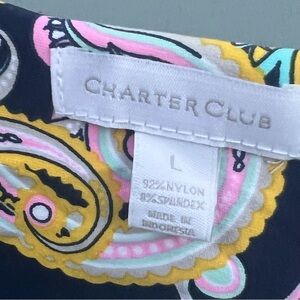 CHARTER CLUB
L
92% NYLON
8% SPANDEX
MADE IN
INDONESIA